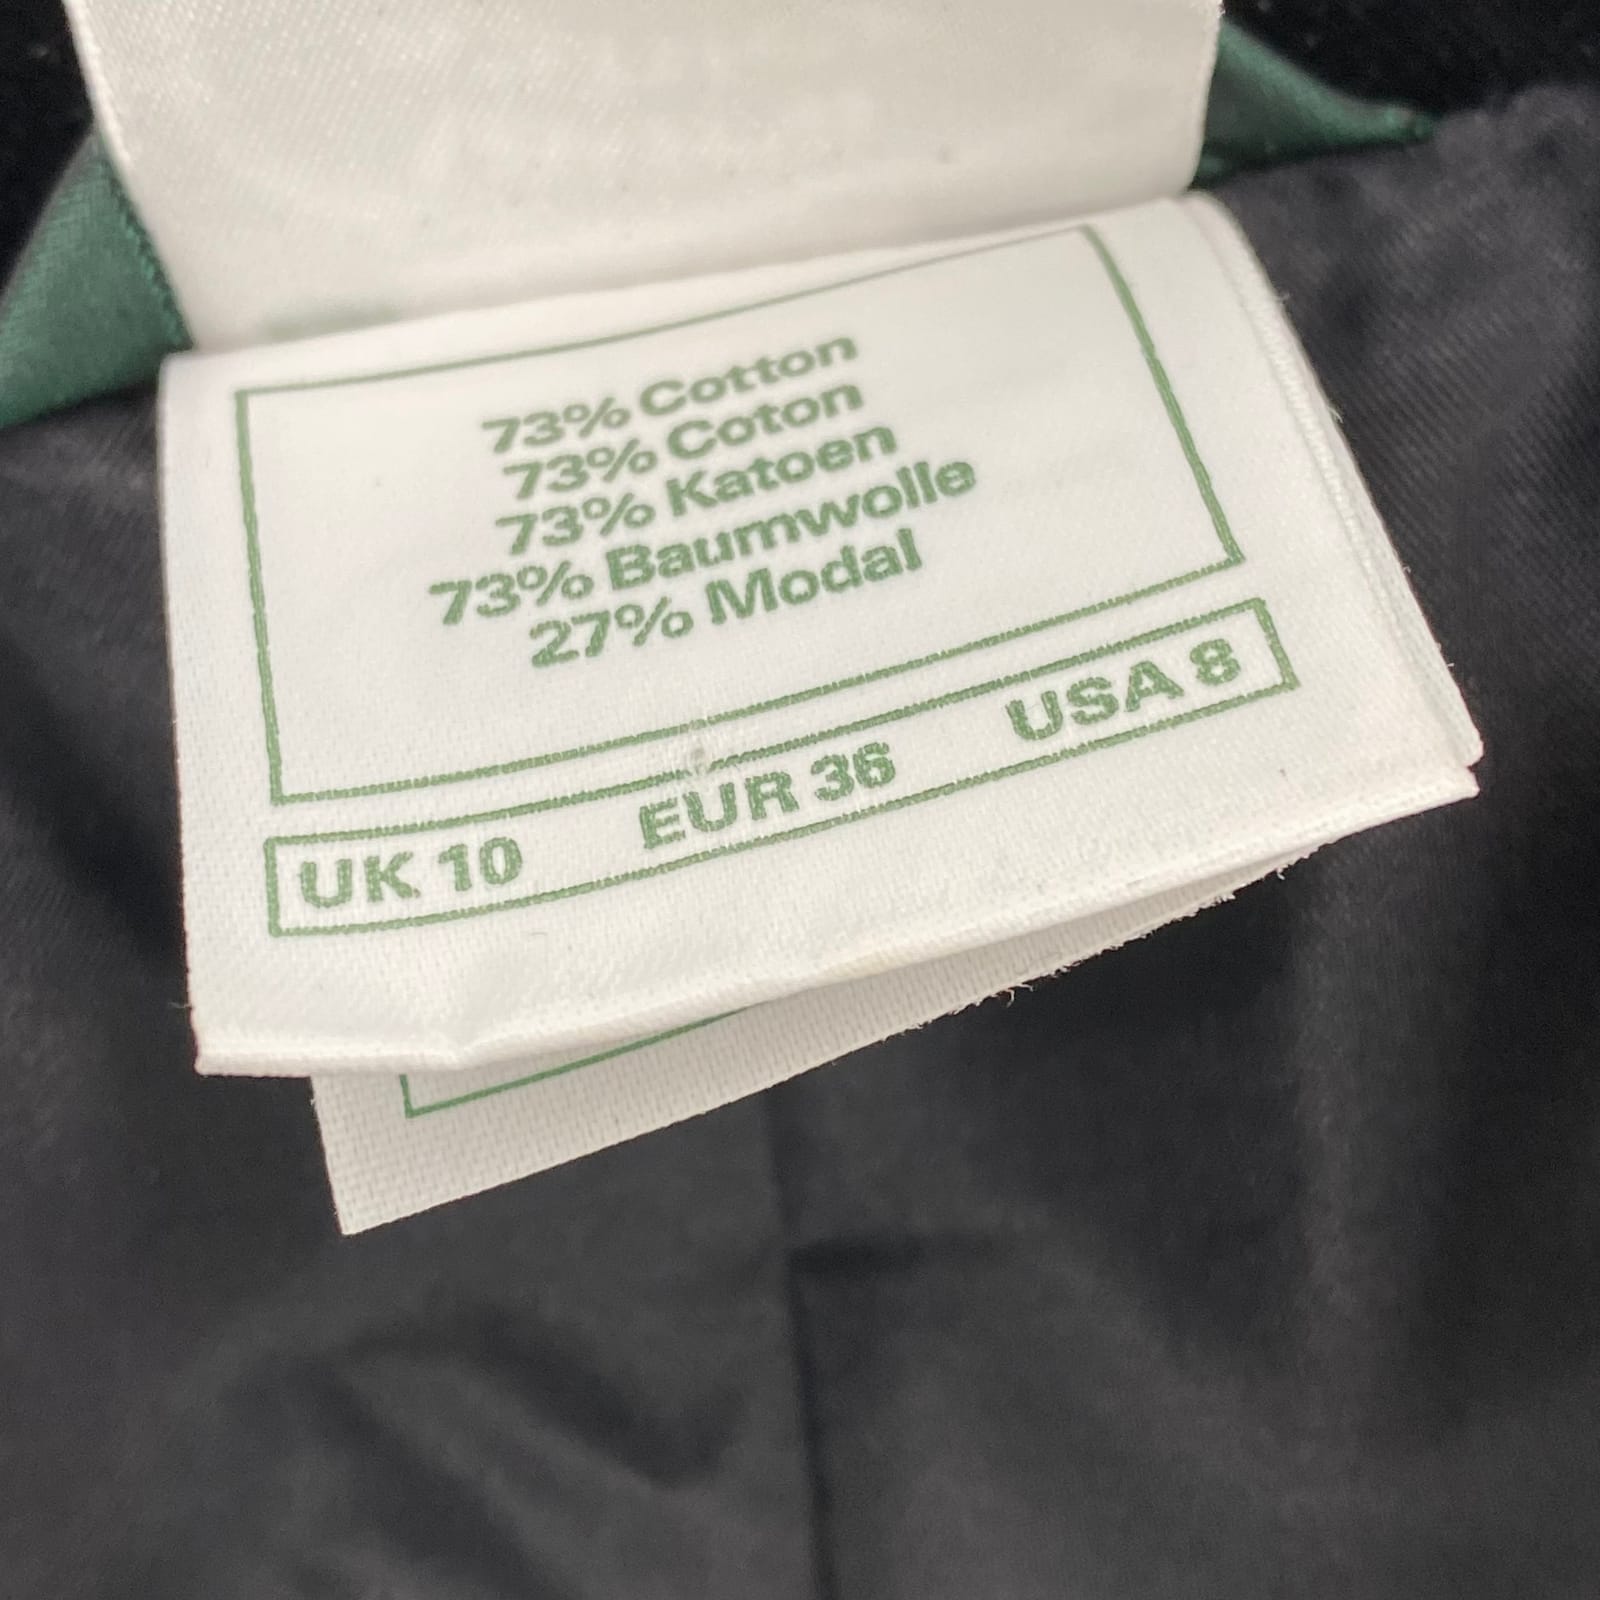 73% Cotton
73% Coton
73% Katoen
73% Baumwolle
27% Modal
UK 10 EUR 36 USA 8